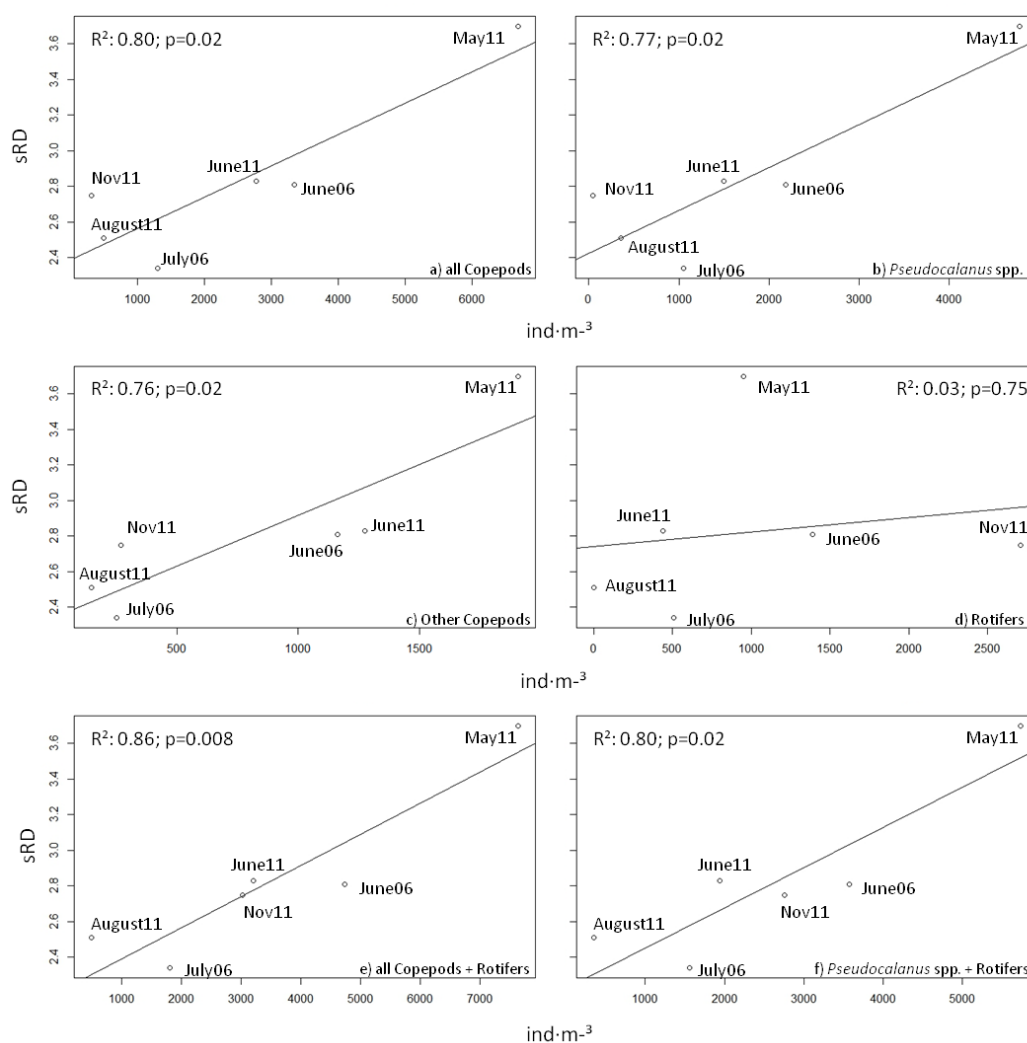 R²: 0.80; p=0.02
May11
June11
June06
Nov11
August11
July06
a) all Copepods
sRD
3.6
3.2
2.8
2.6
2.4
1000 2000 3000 4000 5000 6000
R²: 0.77; p=0.02
May11
June11
June06
Nov11
August11
July06
b) Pseudocalanus spp.
0 1000 2000 3000 4000
ind·m-³
R²: 0.76; p=0.02
May11
Nov11
June11
June06
August11
July06
c) Other Copepods
sRD
3.6
3.4
3.2
3.0
2.8
2.6
2.4
500 1000 1500
R²: 0.03; p=0.75
May11
June11
June06
Nov11
August11
July06
d) Rotifers
0 500 1000 1500 2000 2500
ind·m-³
R²: 0.86; p=0.008
May11
June11
June06
Nov11
August11
July06
e) all Copepods + Rotifers
sRD
3.6
3.4
3.2
3.0
2.8
2.6
2.4
1000 2000 3000 4000 5000 6000 7000
R²: 0.80; p=0.02
May11
June11
June06
Nov11
August11
July06
f) Pseudocalanus spp. + Rotifers
1000 2000 3000 4000 5000
ind·m-³